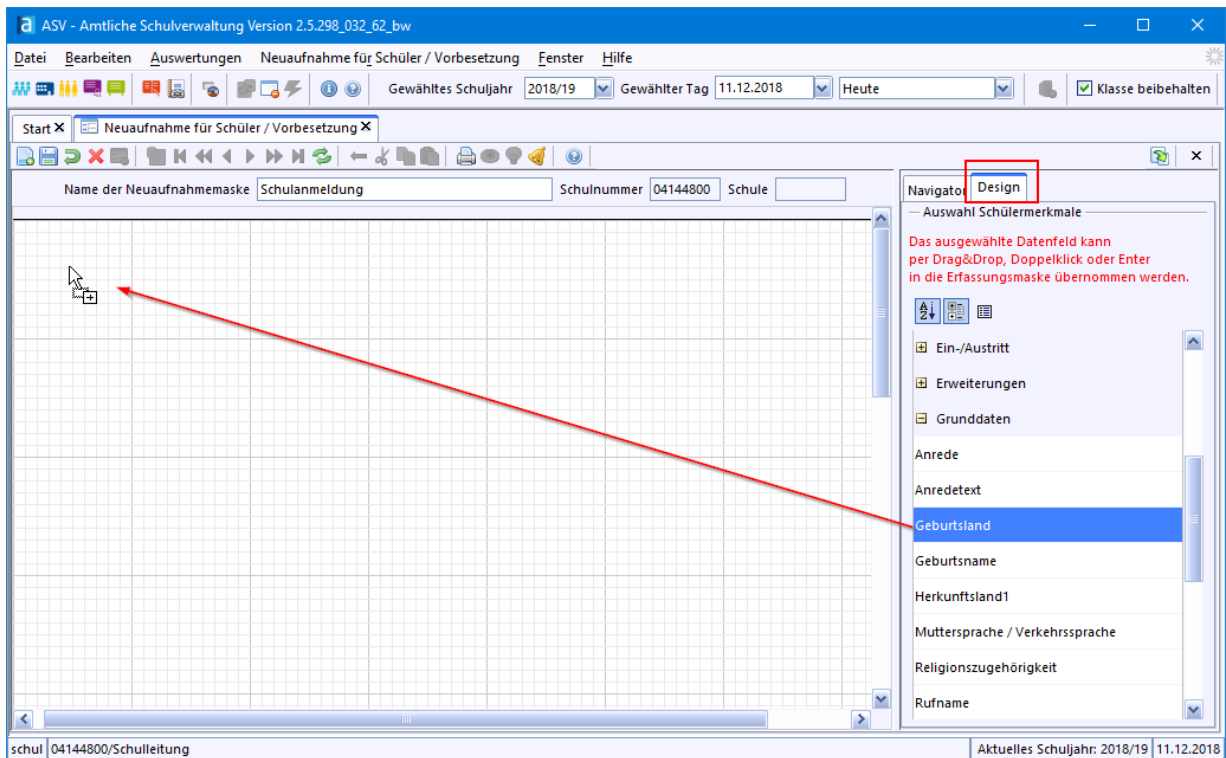 ASV - Amtliche Schulverwaltung Version 2.5.298_032_62_bw
Datei Bearbeiten Auswertungen Neuaufnahme für Schüler / Vorbesetzung Fenster Hilfe
Gewähltes Schuljahr 2018/19 Gewählter Tag 11.12.2018 Heute Klasse beibehalten
Start Neuaufnahme für Schüler / Vorbesetzung
Name der Neuaufnahmemaske Schulanmeldung Schulnummer 04144800 Schule
Navigator Design
Auswahl Schülermerkmale
Das ausgewählte Datenfeld kann
per Drag&Drop, Doppelklick oder Enter
in die Erfassungsmaske übernommen werden.
Ein-/Austritt
Erweiterungen
Grunddaten
Anrede
Anredetext
Geburtsland
Geburtsname
Herkunftsland1
Muttersprache / Verkehrssprache
Religionszugehörigkeit
Rufname
schul 04144800/Schulleitung Aktuelles Schuljahr: 2018/19 11.12.2018